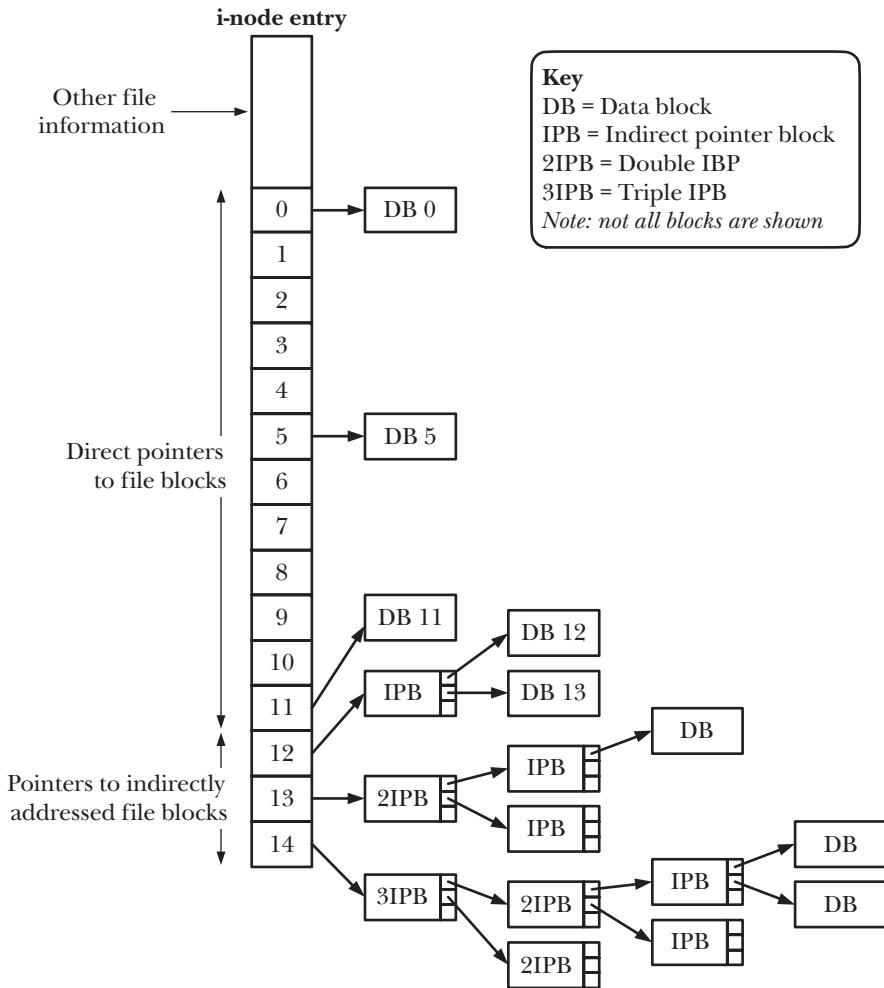 i-node entry
Other file
information
Key
DB = Data block
IPB = Indirect pointer block
2IPB = Double IBP
3IPB = Triple IPB
Note: not all blocks are shown
Direct pointers
to file blocks
0
DB 0
1
2
3
4
5
DB 5
6
7
8
9
10
11
DB 11
DB 12
IPB
DB 13
Pointers to indirectly
addressed file blocks
12
13
14
2IPB
IPB
DB
IPB
3IPB
2IPB
IPB
DB
DB
IPB
2IPB